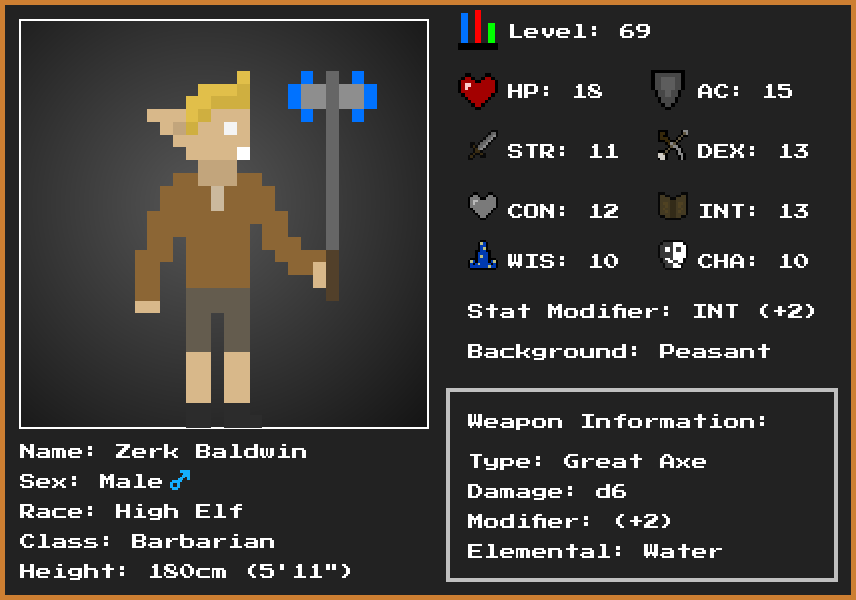 Level: 69
HP: 18 AC: 15
STR: 11 DEX: 13
CON: 12 INT: 13
WIS: 10 CHA: 10
Stat Modifier: INT (+2)
Background: Peasant
Weapon Information:
Type: Great Axe
Damage: d6
Modifier: (+2)
Elemental: Water
Name: Zerk Baldwin
Sex: Male♂
Race: High Elf
Class: Barbarian
Height: 180cm (5'11")